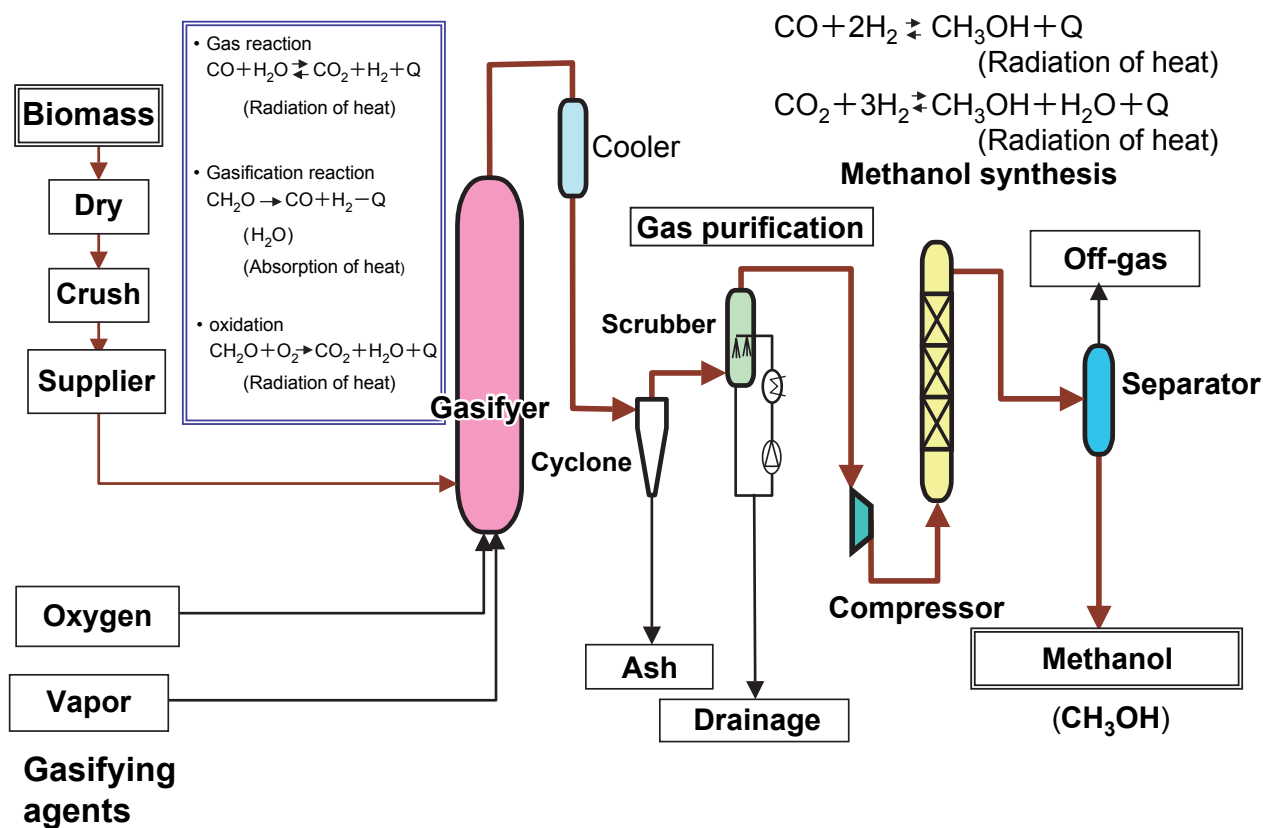 Biomass
Dry
Crush
Supplier
• Gas reaction
CO+H₂O⇄CO₂+H₂+Q
(Radiation of heat)
• Gasification reaction
CH₂O→CO+H₂−Q
(H₂O)
(Absorption of heat)
• oxidation
CH₂O+O₂→CO₂+H₂O+Q
(Radiation of heat)
Gasifyer
Oxygen
Vapor
Gasifying
agents
Cooler
Cyclone
Ash
Gas purification
Scrubber
Drainage
Compressor
CO+2H₂⇄CH₃OH+Q
(Radiation of heat)
CO₂+3H₂⇄CH₃OH+H₂O+Q
(Radiation of heat)
Methanol synthesis
Off-gas
Separator
Methanol
(CH₃OH)